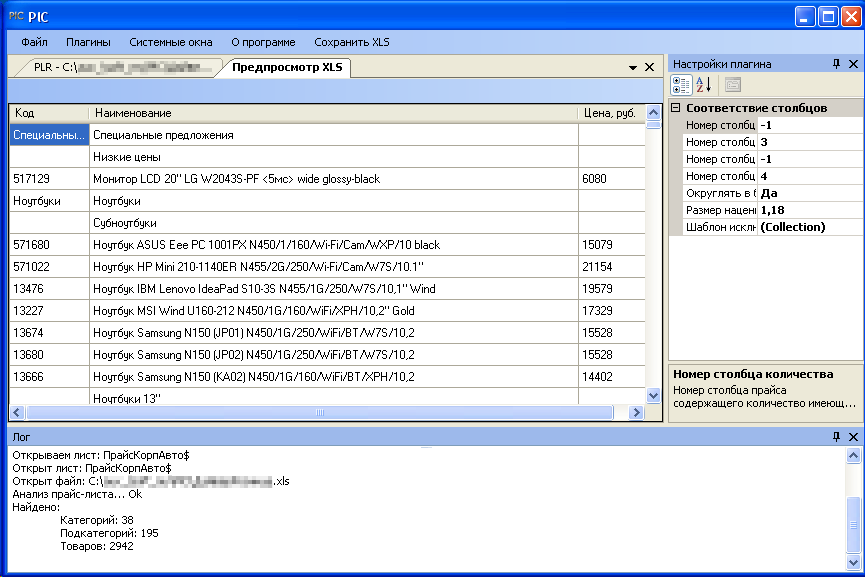 PIC PIC
Файл Плагины Системные окна О программе Сохранить XLS
PLR - C:\
Предпросмотр XLS
Код Наименование Цена, руб.
Специальны... Специальные предложения
Низкие цены
517129 Монитор LCD 20" LG W2043S-PF <5мс> wide glossy-black 6080
Ноутбуки Ноутбуки
Субноутбуки
571680 Ноутбук ASUS Eee PC 1001PX N450/1/160/Wi-Fi/Cam/WXP/10 black 15079
571022 Ноутбук HP Mini 210-1140ER N455/2G/250/Wi-Fi/Cam/W7S/10.1" 21154
13476 Ноутбук IBM Lenovo IdeaPad S10-3S N455/1G/250/W7S/10,1" Wind 19579
13227 Ноутбук MSI Wind U160-212 N450/1G/160/WiFi/XPH/10,2" Gold 17329
13674 Ноутбук Samsung N150 (JP01) N450/1G/250/WiFi/BT/W7S/10,2 15528
13680 Ноутбук Samsung N150 (JP02) N450/1G/250/WiFi/BT/W7S/10,2 15528
13666 Ноутбук Samsung N150 (KA02) N450/1G/160/WiFi/BT/XPH/10,2 14402
Ноутбуки 13"
Настройки плагина
Соответствие столбцов
Номер столбц -1
Номер столбц 3
Номер столбц -1
Номер столбц 4
Округлять в б Да
Размер нацен 1,18
Шаблон искл (Collection)
Номер столбца количества
Номер столбца прайса
содержащего количество имеющ...
Лог
Открываем лист: ПрайсКорпАвто$
Открыт лист: ПрайсКорпАвто$
Открыт файл: C:\ .xls
Анализ прайс-листа... Ok
Найдено:
Категорий: 38
Подкатегорий: 195
Товаров: 2942